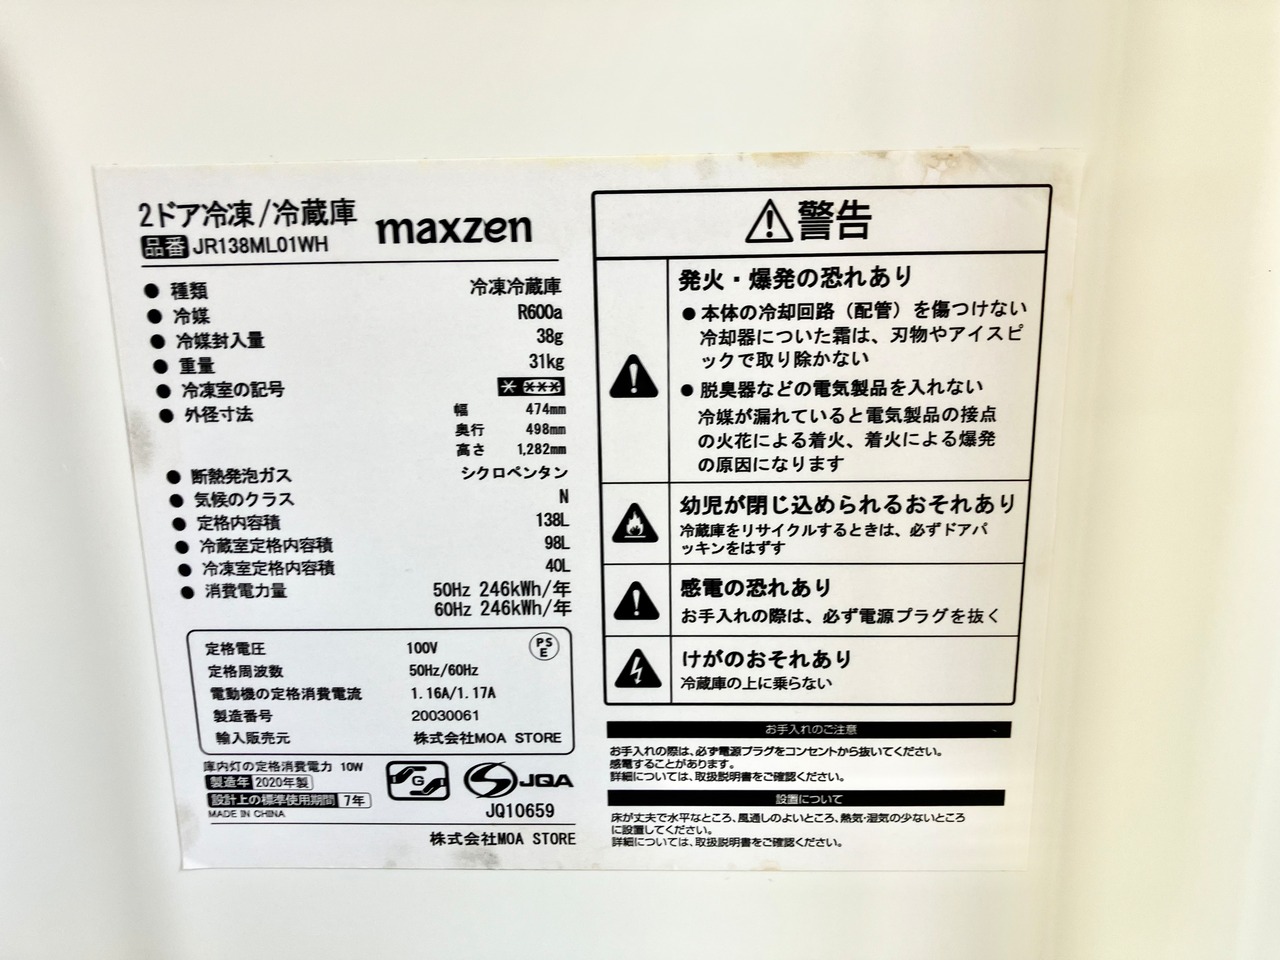 2ドア冷凍/冷蔵庫
品番 JR138ML01WH
maxzen
● 種類 冷凍冷蔵庫
● 冷媒 R600a
● 冷媒封入量 38g
● 重量 31kg
● 冷凍室の記号 * ***
● 外径寸法 幅 474mm
奥行 498mm
高さ 1,282mm
● 断熱発泡ガス シクロペンタン
● 気候のクラス N
● 定格内容積 138L
● 冷蔵室定格内容積 98L
● 冷凍室定格内容積 40L
● 消費電力量 50Hz 246kWh/年
60Hz 246kWh/年
定格電圧 100V
PS
E
定格周波数 50Hz/60Hz
電動機の定格消費電流 1.16A/1.17A
製造番号 20030061
輸入販売元 株式会社MOA STORE
庫内灯の定格消費電力 10W
製造年 2020年製
設計上の標準使用期間 7年
MADE IN CHINA
G
JQA
JQ10659
株式会社MOA STORE
警告
発火・爆発の恐れあり
● 本体の冷却回路（配管）を傷つけない
冷却器についた霜は、刃物やアイスピ
ックで取り除かない
● 脱臭器などの電気製品を入れない
冷媒が漏れていると電気製品の接点
の火花による着火、着火による爆発
の原因になります
幼児が閉じ込められるおそれあり
冷蔵庫をリサイクルするときは、必ずドアパ
ッキンをはずす
感電の恐れあり
お手入れの際は、必ず電源プラグを抜く
けがのおそれあり
冷蔵庫の上に乗らない
お手入れのご注意
お手入れの際は、必ず電源プラグをコンセントから抜いてください。
感電することがあります。
詳細については、取扱説明書をご確認ください。
設置について
床が丈夫で水平なところ、風通しのよいところ、熱気・湿気の少ないところ
に設置してください。
詳細については、取扱説明書をご確認ください。